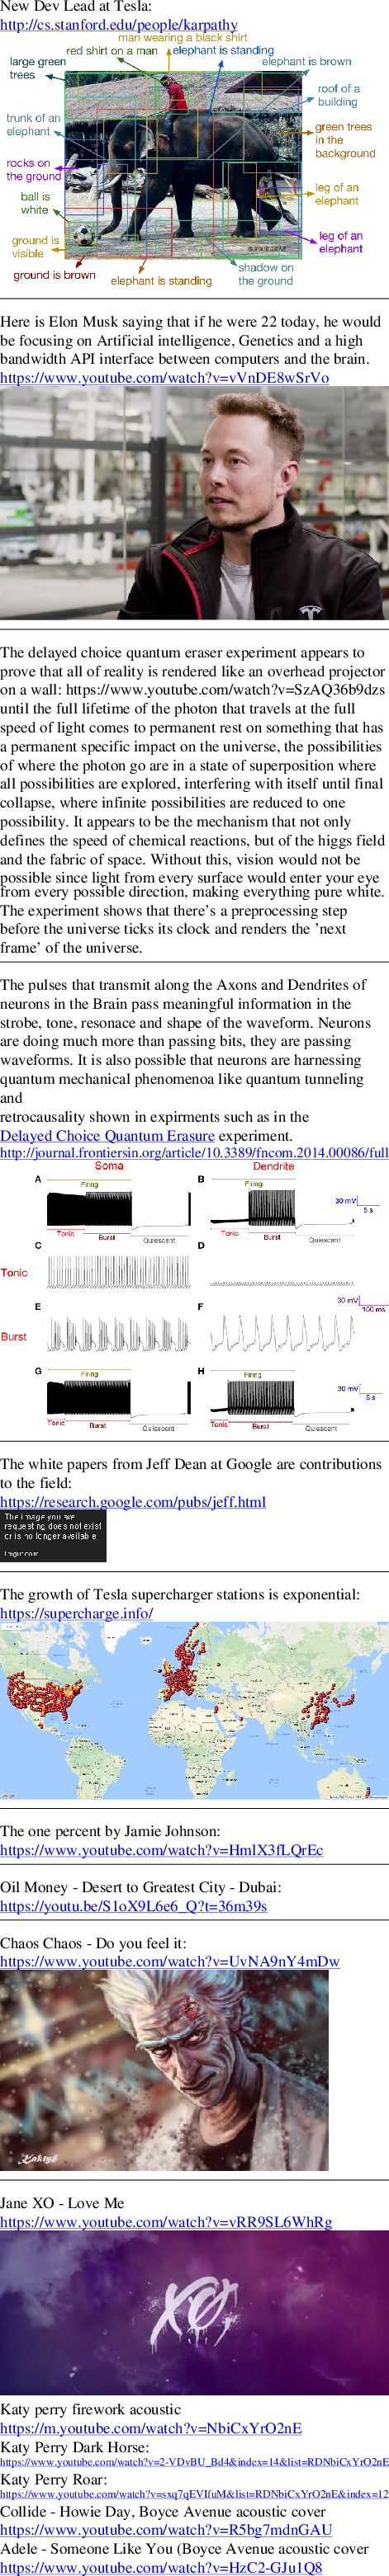 New Dev Lead at Tesla:
http://cs.stanford.edu/people/karpathy
man wearing a black shirt
red shirt on a man
elephant is standing
large green trees
elephant is brown
roof of a building
trunk of an elephant
green trees in the background
rocks on the ground
leg of an elephant
ball is white
leg of an elephant
ground is visible
shadow on the ground
ground is brown
elephant is standing
Here is Elon Musk saying that if he were 22 today, he would
be focusing on Artificial intelligence, Genetics and a high
bandwidth API interface between computers and the brain.
https://www.youtube.com/watch?v=vVnDE8wSrVo
The delayed choice quantum eraser experiment appears to
prove that all of reality is rendered like an overhead projector
on a wall: https://www.youtube.com/watch?v=SzAQ36b9dzs
until the full lifetime of the photon that travels at the full
speed of light comes to permanent rest on something that has
a permanent specific impact on the universe, the possibilities
of where the photon go are in a state of superposition where
all possibilities are explored, interfering with itself until final
collapse, where infinite possibilities are reduced to one
possibility. It appears to be the mechanism that not only
defines the speed of chemical reactions, but of the higgs field
and the fabric of space. Without this, vision would not be
possible since light from every surface would enter your eye
from every possible direction, making everything pure white.
The experiment shows that there's a preprocessing step
before the universe ticks its clock and renders the 'next
frame' of the universe.
The pulses that transmit along the Axons and Dendrites of
neurons in the Brain pass meaningful information in the
strobe, tone, resonace and shape of the waveform. Neurons
are doing much more than passing bits, they are passing
waveforms. It is also possible that neurons are harnessing
quantum mechanical phenomenoa like quantum tunneling
and
retrocausality shown in expirments such as in the
Delayed Choice Quantum Erasure experiment.
http://journal.frontiersin.org/article/10.3389/fncom.2014.00086/full
Soma
Dendrite
A
Firing
B
Firing
30 mV
5 s
Tonic
Burst
Quiescent
Tonic
Burst
Quiescent
C
D
Tonic
30 mV
100 ms
E
F
Burst
G
Firing
H
Firing
30 mV
5 s
Tonic
Burst
Quiescent
Tonic
Burst
Quiescent
The white papers from Jeff Dean at Google are contributions
to the field:
https://research.google.com/pubs/jeff.html
The image you are
requesting does not exist
or is no longer available
imgur.com
The growth of Tesla supercharger stations is exponential:
https://supercharge.info/
The one percent by Jamie Johnson:
https://www.youtube.com/watch?v=HmlX3fLQrEc
Oil Money - Desert to Greatest City - Dubai:
https://youtu.be/S1oX9L6e6_Q?t=36m39s
Chaos Chaos - Do you feel it:
https://www.youtube.com/watch?v=UvNA9nY4mDw
Jane XO - Love Me
https://www.youtube.com/watch?v=vRR9SL6WhRg
XO
Katy perry firework acoustic
https://m.youtube.com/watch?v=NbiCxYrO2nE
Katy Perry Dark Horse:
https://www.youtube.com/watch?v=2-VDvBU_Bd4&index=14&list=RDNbiCxYrO2nE
Katy Perry Roar:
https://www.youtube.com/watch?v=sxq7qEVIfuM&list=RDNbiCxYrO2nE&index=12
Collide - Howie Day, Boyce Avenue acoustic cover
https://www.youtube.com/watch?v=R5bg7mdnGAU
Adele - Someone Like You (Boyce Avenue acoustic cover
https://www.youtube.com/watch?v=HzC2-GJu1Q8